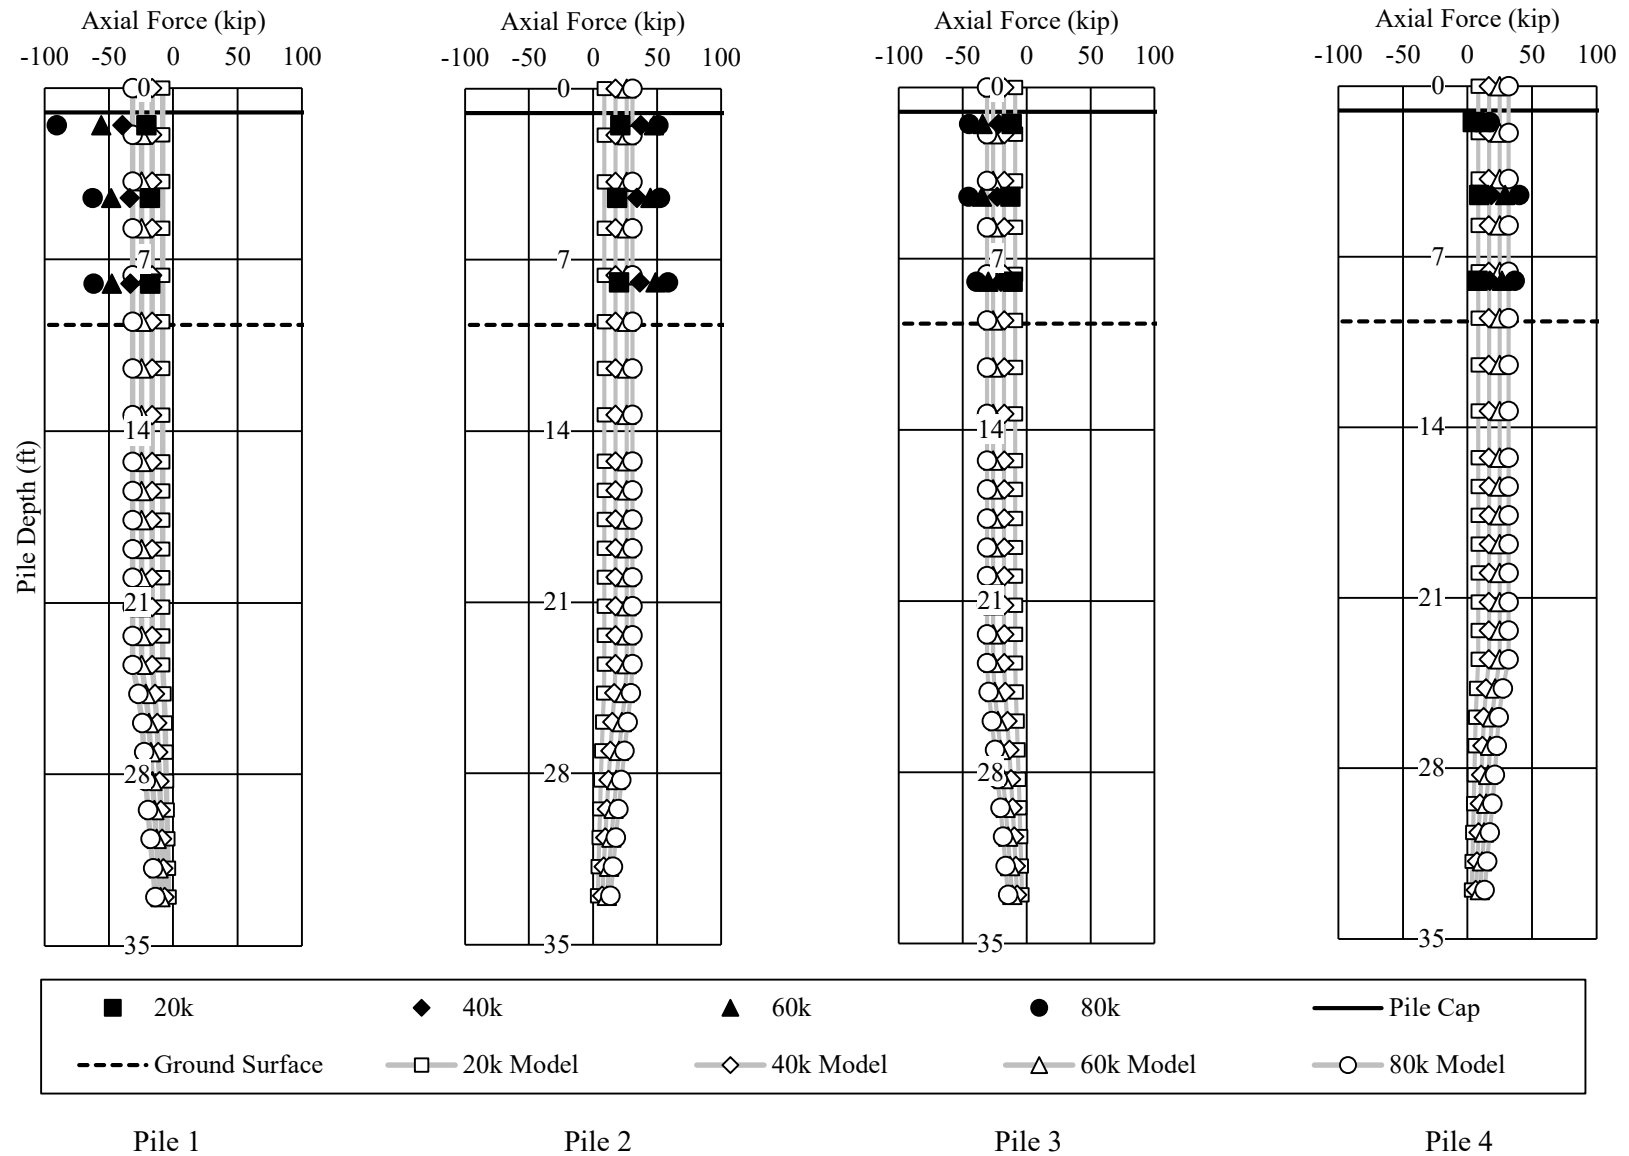 Axial Force (kip) Axial Force (kip) Axial Force (kip) Axial Force (kip)
-100 -50 0 50 100 -100 -50 0 50 100 -100 -50 0 50 100 -100 -50 0 50 100
0 0 0 0
7 7 7 7
14 14 14 14
Pile Depth (ft)
21 21 21 21
28 28 28 28
35 35 35 35
20k 40k 60k 80k Pile Cap
Ground Surface 20k Model 40k Model 60k Model 80k Model
Pile 1 Pile 2 Pile 3 Pile 4